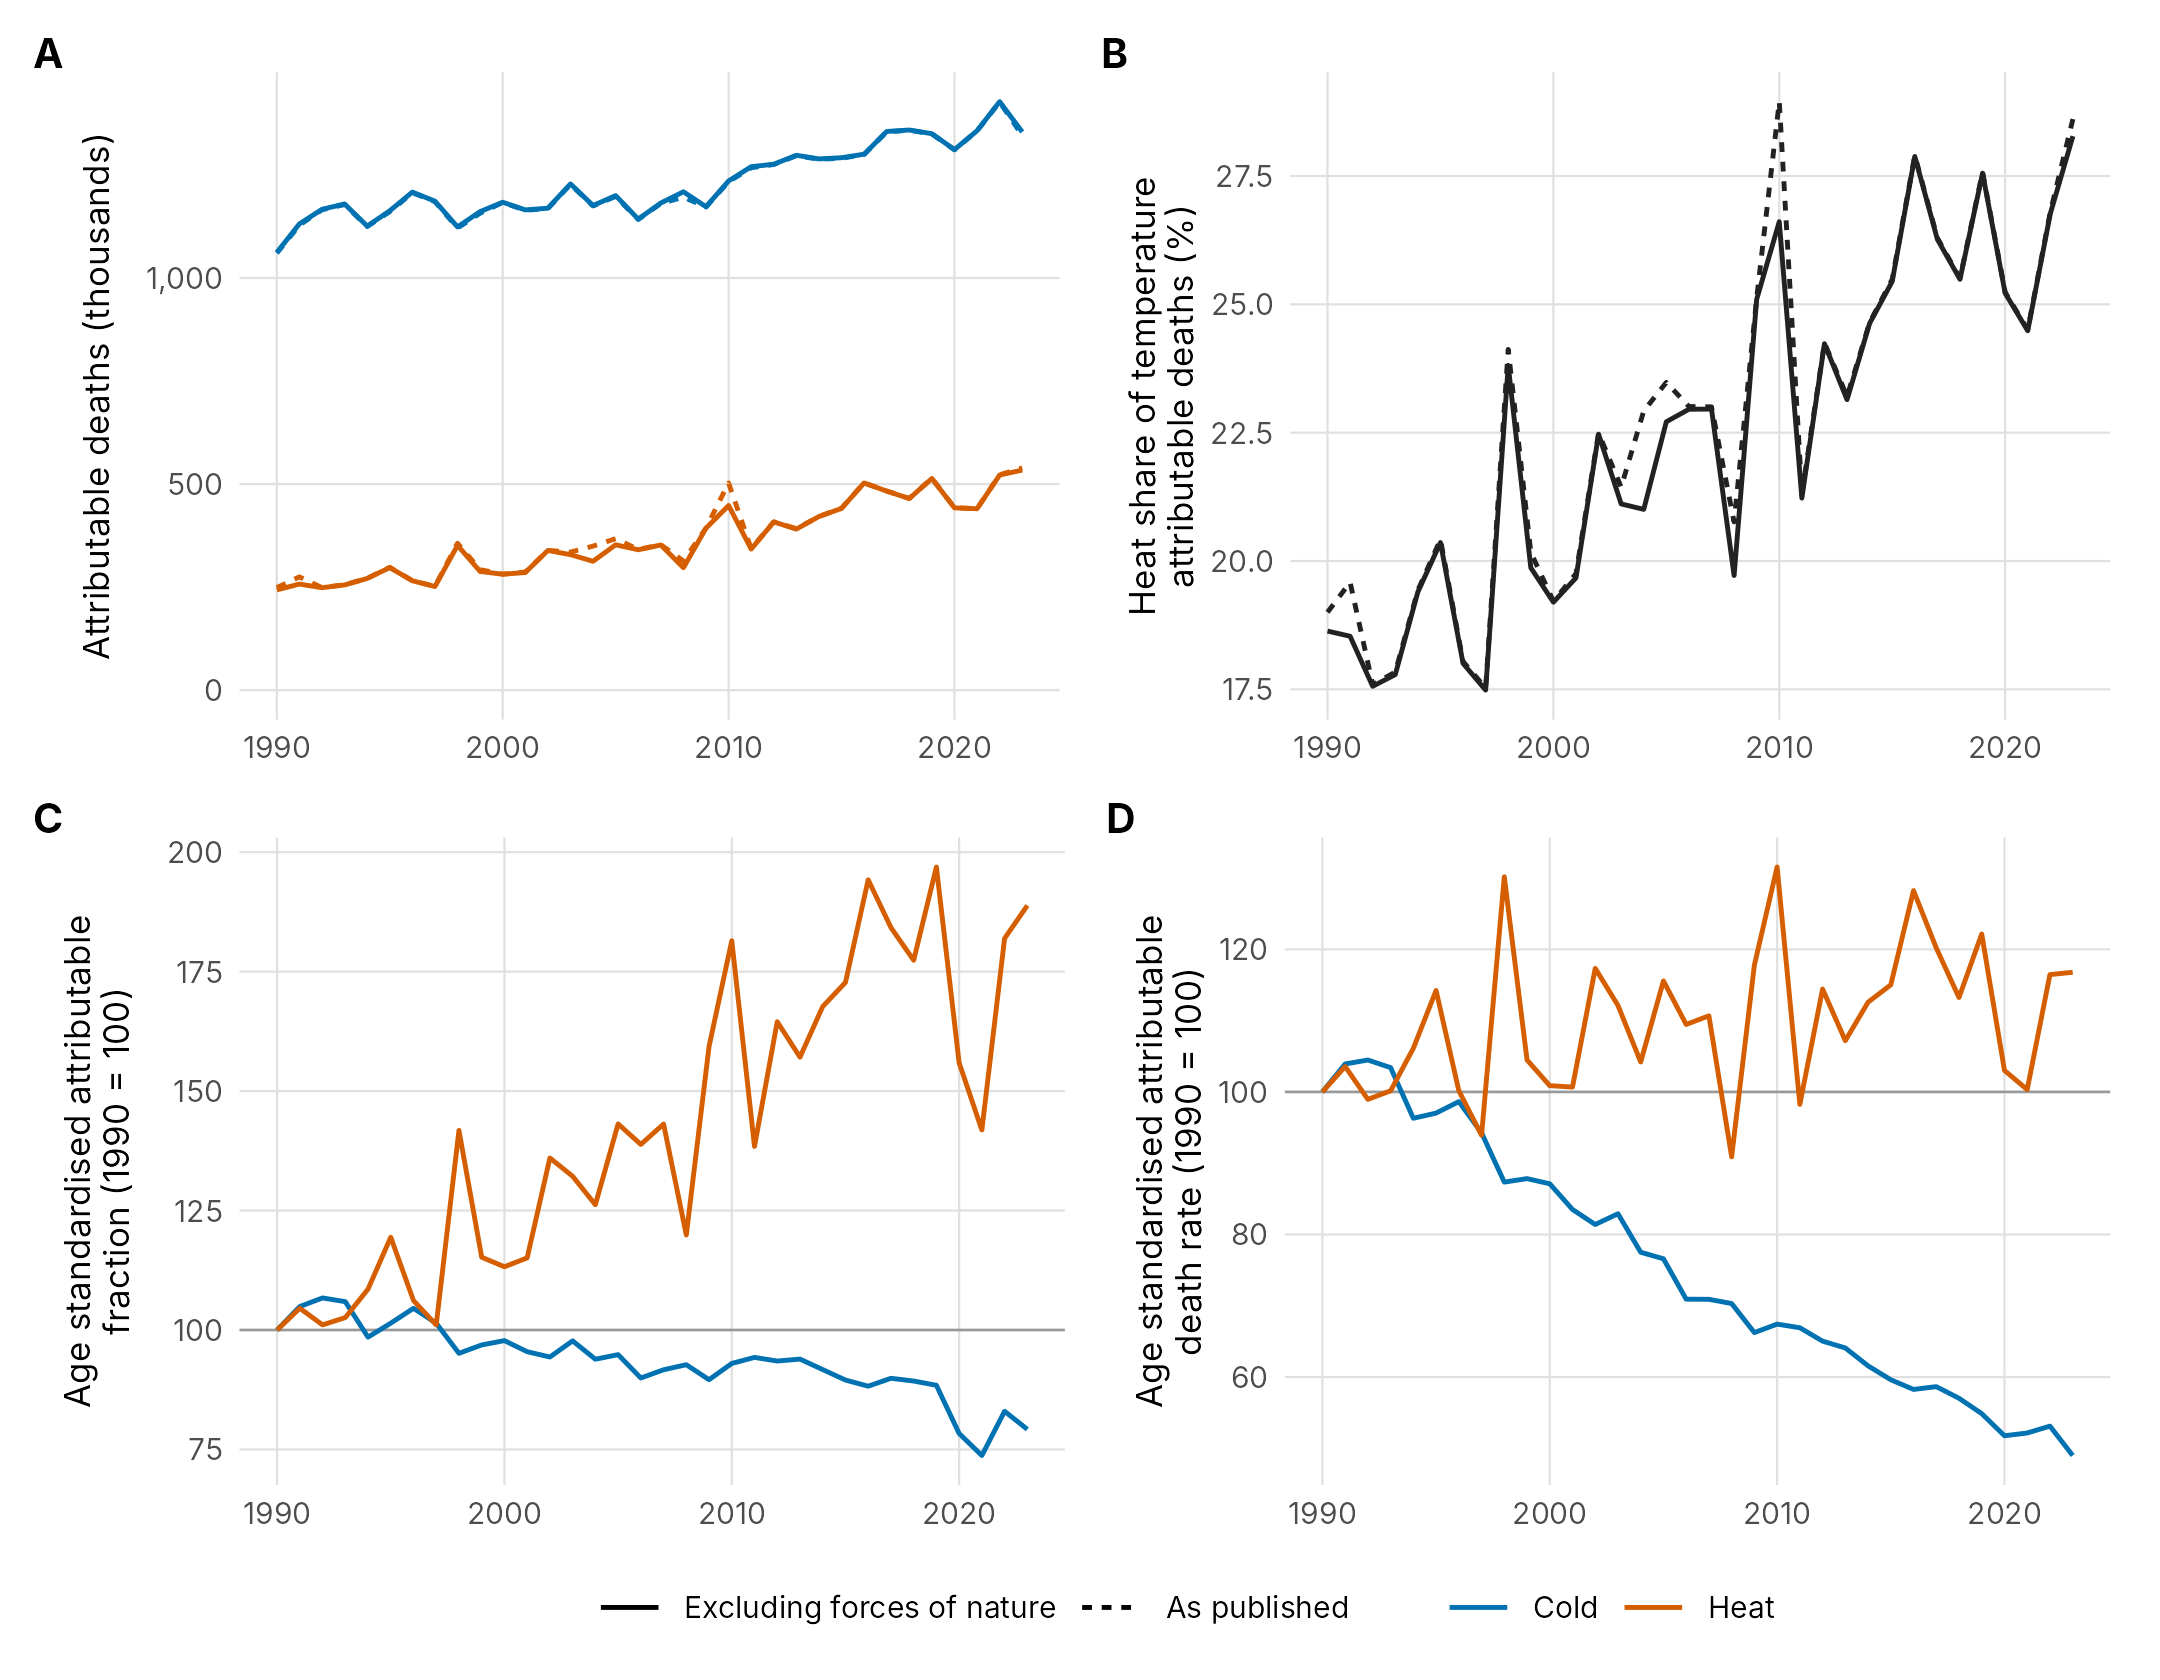 A
Attributable deaths (thousands)
1,000
500
0
1990
2000
2010
2020
B
Heat share of temperature
attributable deaths (%)
27.5
25.0
22.5
20.0
17.5
1990
2000
2010
2020
C
Age standardised attributable
fraction (1990 = 100)
200
175
150
125
100
75
1990
2000
2010
2020
D
Age standardised attributable
death rate (1990 = 100)
120
100
80
60
1990
2000
2010
2020
Excluding forces of nature
As published
Cold
Heat